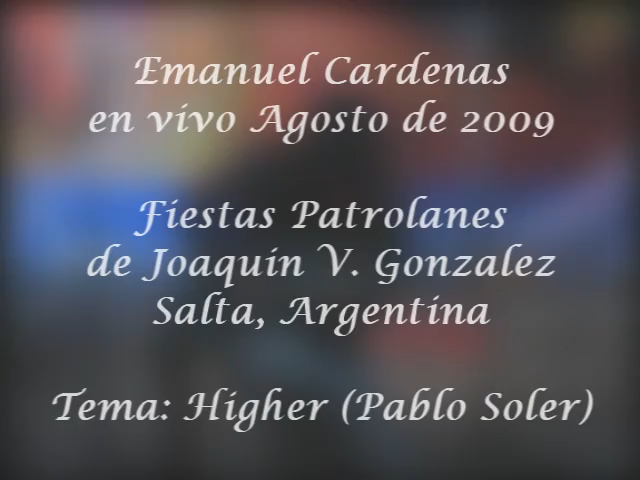 Emanuel Cardenas
en vivo Agosto de 2009
Fiestas Patrolanes
de Joaquin V. Gonzalez
Salta, Argentina
Tema: Higher (Pablo Soler)